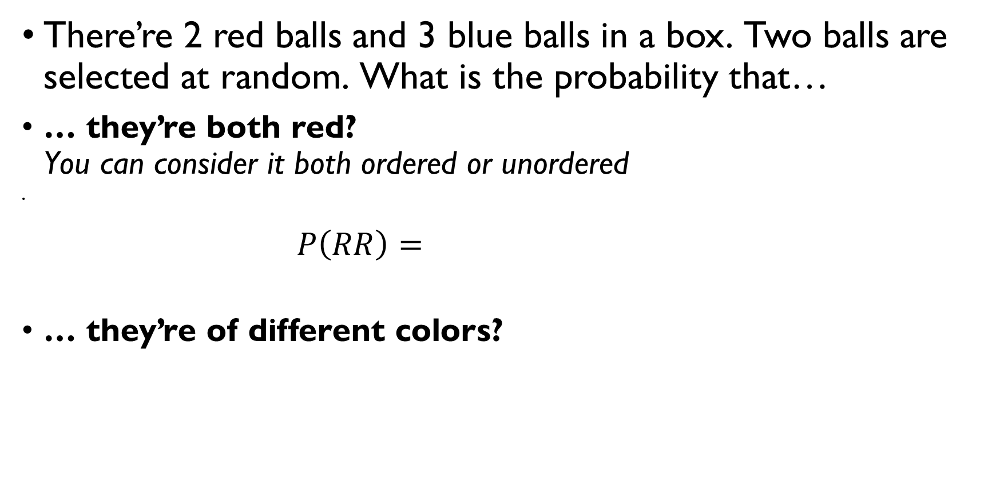 • There’re 2 red balls and 3 blue balls in a box. Two balls are
selected at random. What is the probability that…
• … they’re both red?
You can consider it both ordered or unordered
.
P(RR) =
• … they’re of different colors?